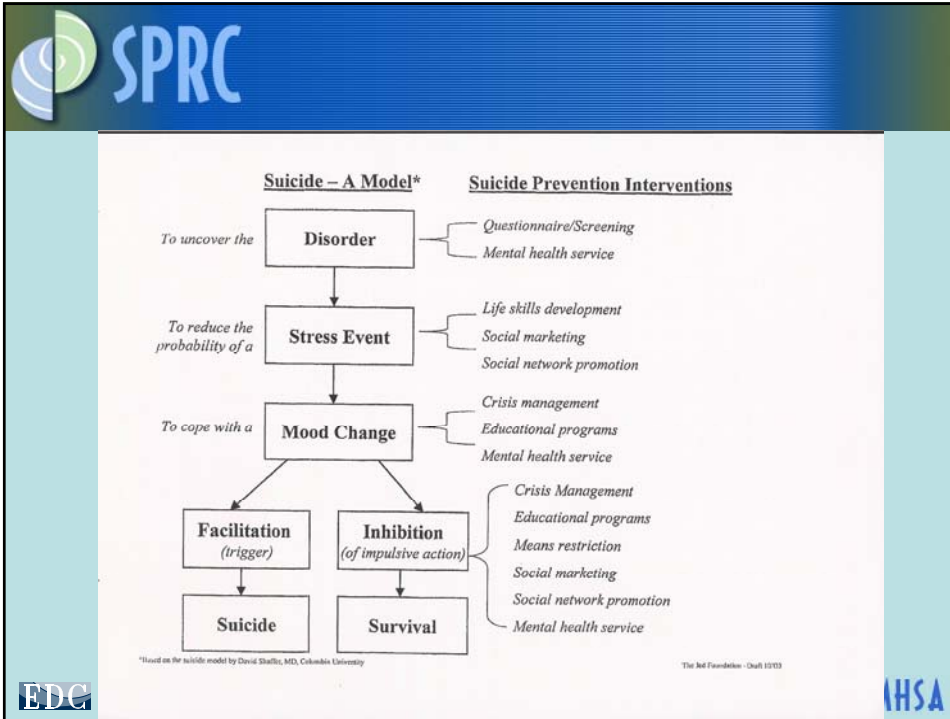 SPRC
Suicide – A Model*
Suicide Prevention Interventions
To uncover the
Disorder
Questionnaire/Screening
Mental health service
To reduce the
probability of a
Stress Event
Life skills development
Social marketing
Social network promotion
To cope with a
Mood Change
Crisis management
Educational programs
Mental health service
Facilitation
(trigger)
Inhibition
(of impulsive action)
Crisis Management
Educational programs
Means restriction
Social marketing
Social network promotion
Mental health service
Suicide
Survival
*Based on the suicide model by David Shaffer, MD, Columbia University
The Jed Foundation - Draft 10/03
EDC
MHSA